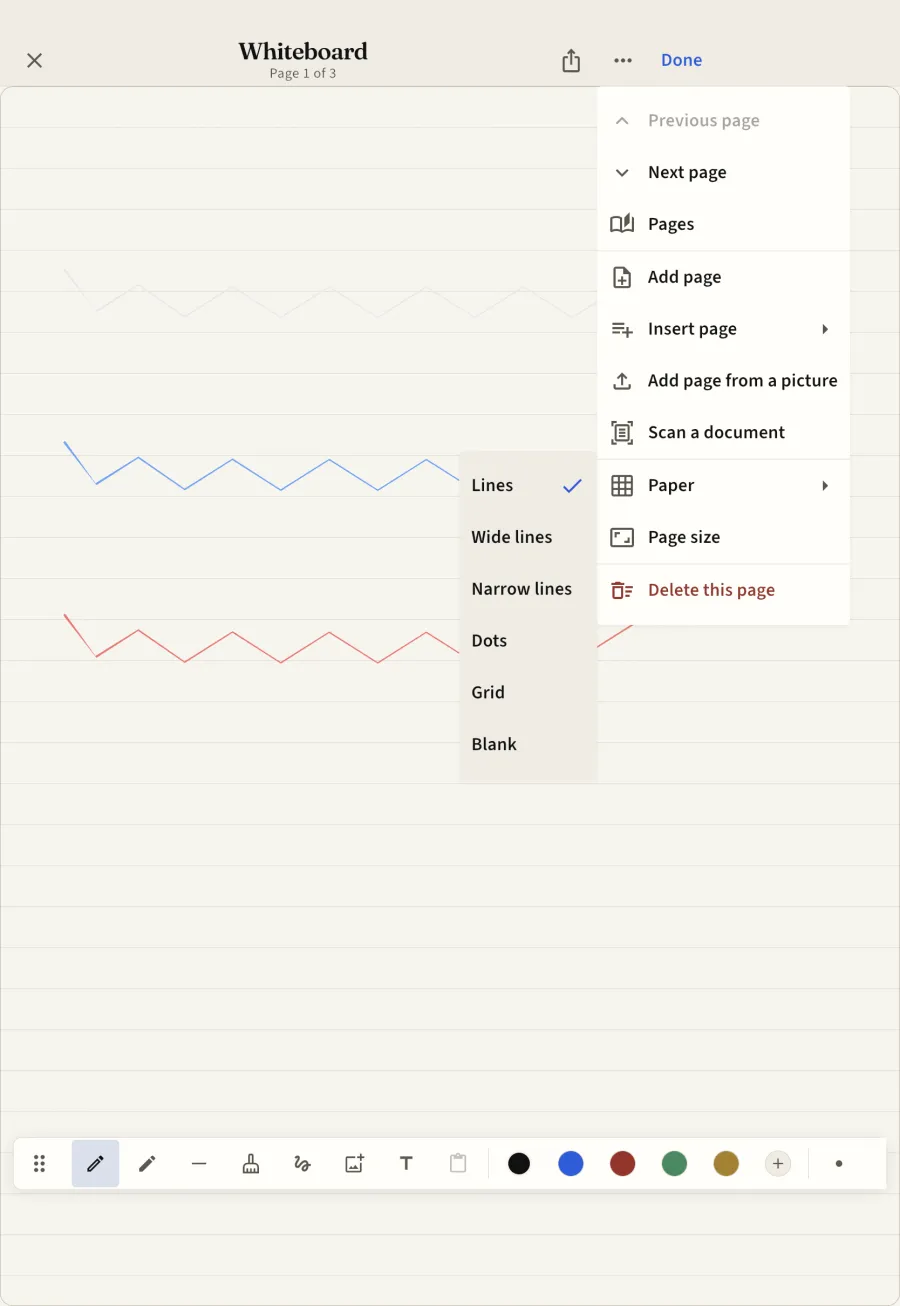 Whiteboard
Page 1 of 3
Done
Previous page
Next page
Pages
Add page
Insert page
Add page from a picture
Scan a document
Paper
Page size
Delete this page
Lines
Wide lines
Narrow lines
Dots
Grid
Blank
T